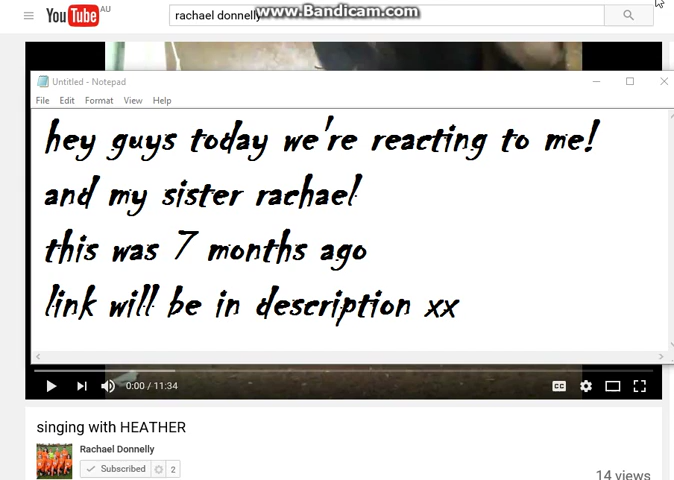 www.Bandicam.com
YouTube AU
rachael donnelly
Untitled - Notepad
File Edit Format View Help
hey guys today we're reacting to me!
and my sister rachael
this was 7 months ago
link will be in description xx
0:00 / 11:34
CC
singing with HEATHER
Rachael Donnelly
Subscribed 2
14 views